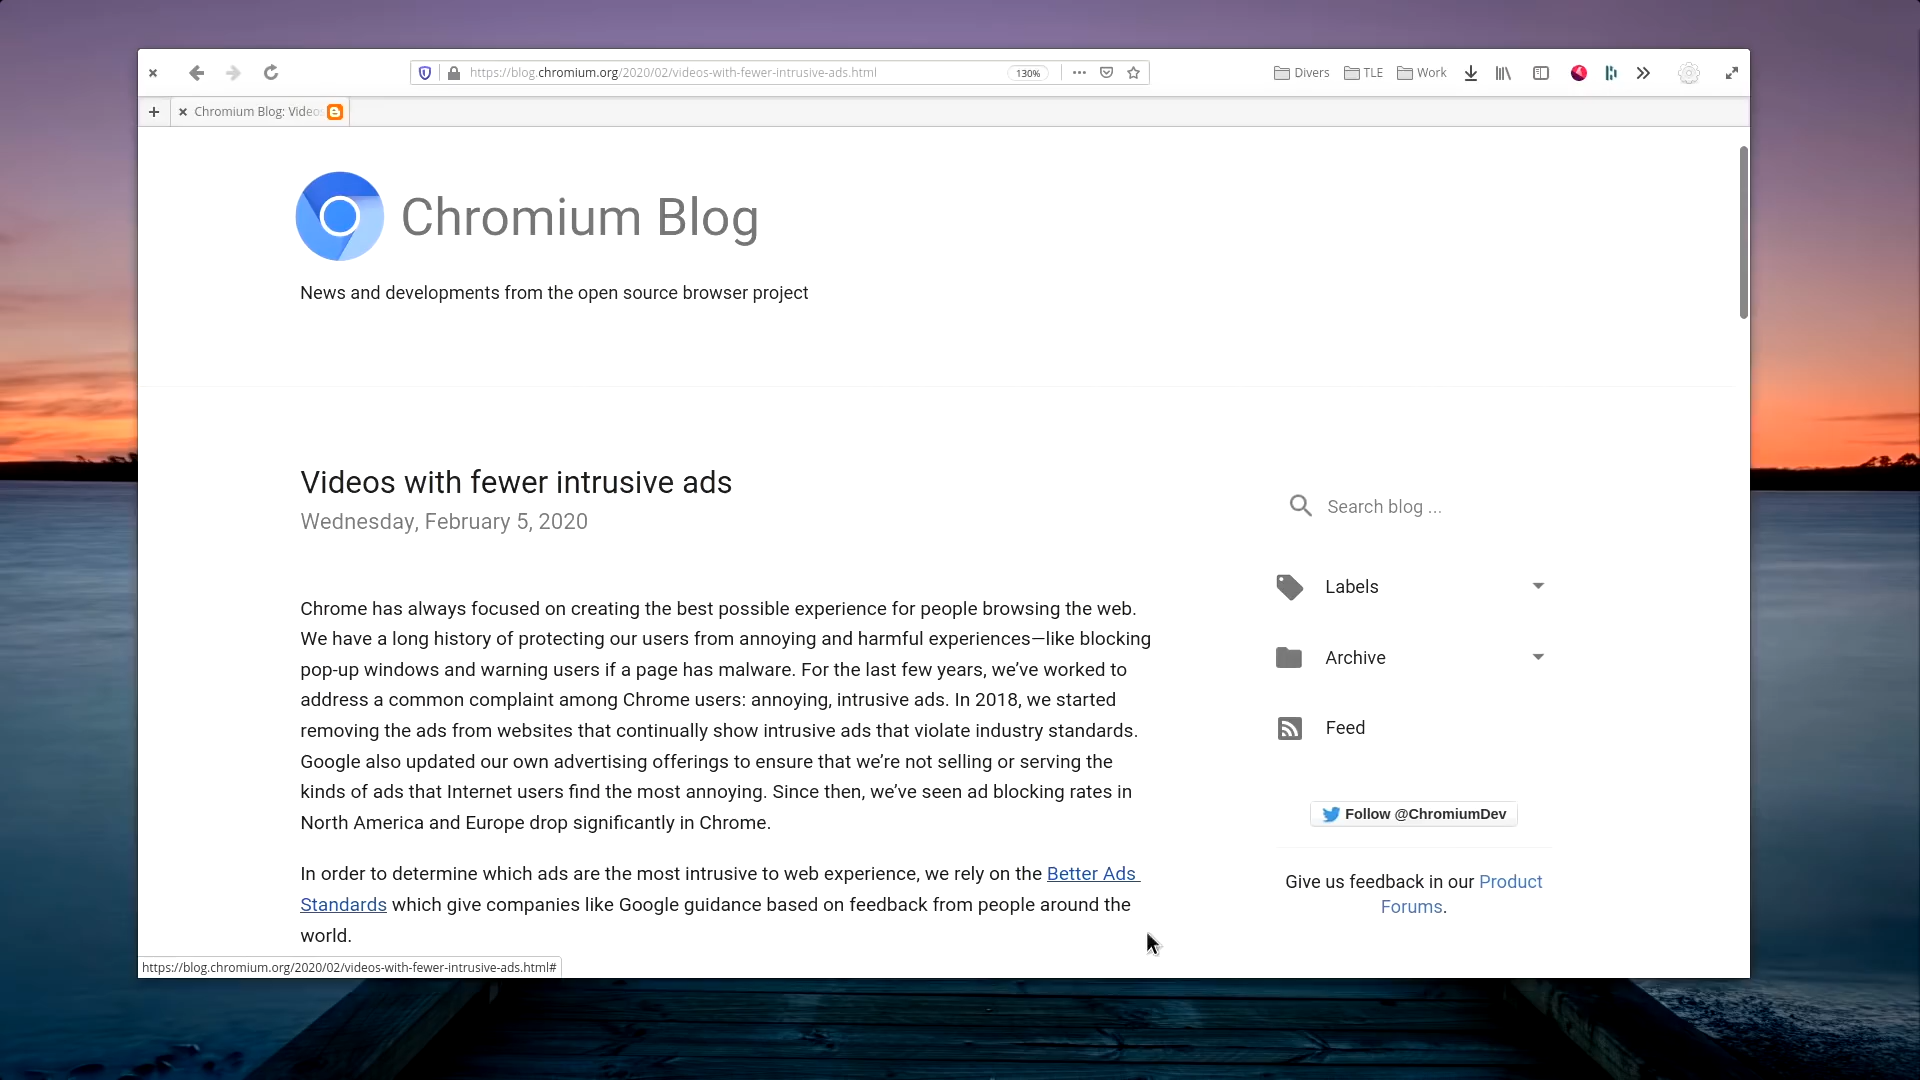 https://blog.chromium.org/2020/02/videos-with-fewer-intrusive-ads.html
130%
Divers
TLE
Work
Chromium Blog: Video
Chromium Blog
News and developments from the open source browser project
Videos with fewer intrusive ads
Wednesday, February 5, 2020
Chrome has always focused on creating the best possible experience for people browsing the web.
We have a long history of protecting our users from annoying and harmful experiences—like blocking
pop-up windows and warning users if a page has malware. For the last few years, we’ve worked to
address a common complaint among Chrome users: annoying, intrusive ads. In 2018, we started
removing the ads from websites that continually show intrusive ads that violate industry standards.
Google also updated our own advertising offerings to ensure that we’re not selling or serving the
kinds of ads that Internet users find the most annoying. Since then, we’ve seen ad blocking rates in
North America and Europe drop significantly in Chrome.
In order to determine which ads are the most intrusive to web experience, we rely on the Better Ads
Standards which give companies like Google guidance based on feedback from people around the
world.
Search blog ...
Labels
Archive
Feed
Follow @ChromiumDev
Give us feedback in our Product
Forums.
https://blog.chromium.org/2020/02/videos-with-fewer-intrusive-ads.html#